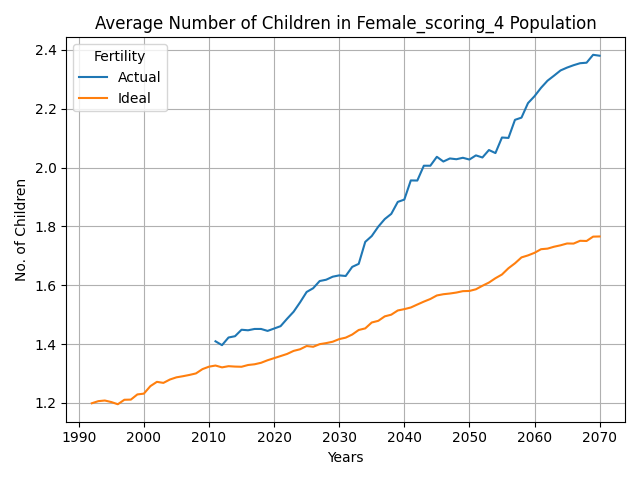 Average Number of Children in Female_scoring_4 Population
Fertility
Actual
Ideal
No. of Children
2.4
2.2
2.0
1.8
1.6
1.4
1.2
1990 2000 2010 2020 2030 2040 2050 2060 2070
Years